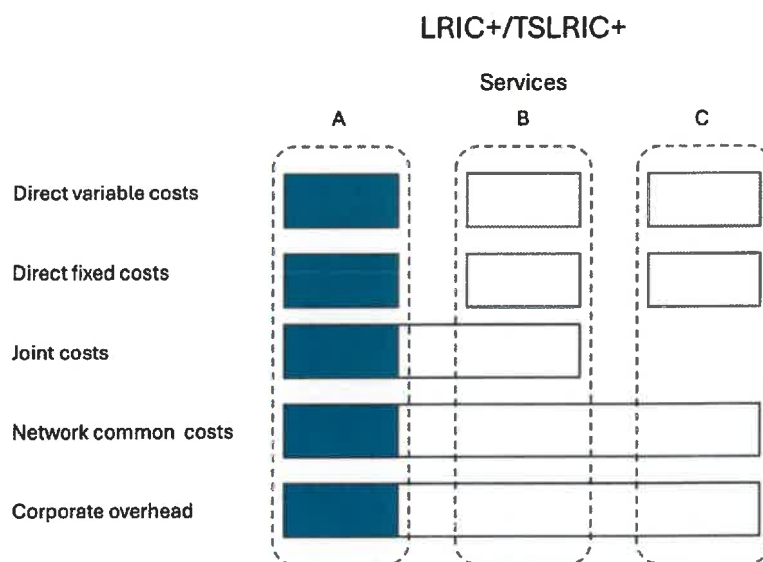 LRIC+/TSLRIC+
Services
A B C
Direct variable costs
Direct fixed costs
Joint costs
Network common costs
Corporate overhead